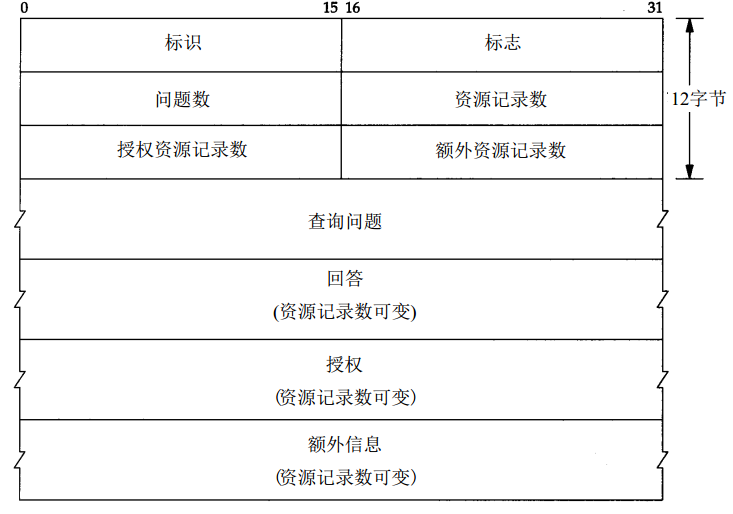 0 15 16 31
标识 标志
问题数 资源记录数 12字节
授权资源记录数 额外资源记录数
查询问题
回答
(资源记录数可变)
授权
(资源记录数可变)
额外信息
(资源记录数可变)